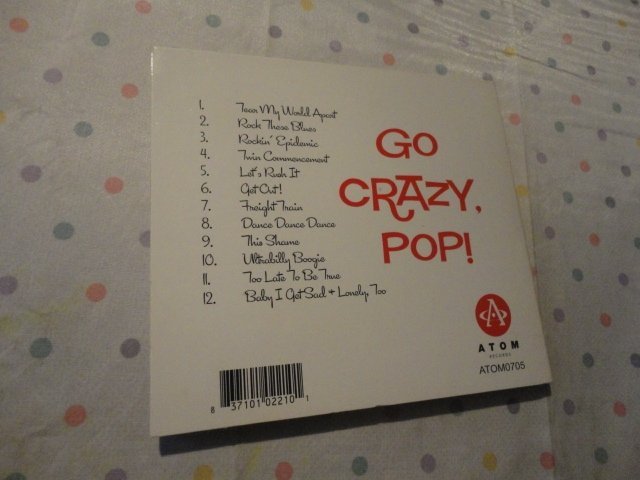 1. Tear My World Apart
2. Rock These Blues
3. Rockin' Epidemic
4. Twin Commencement
5. Let's Rush It
6. Get Out!
7. Freight Train
8. Dance Dance Dance
9. This Shame
10. Ultrabilly Boogie
11. Too Late To Be True
12. Baby I Get Sad + Lonely, Too
GO
CRAZY,
POP!
A
ATOM
RECORDS
ATOM0705
8 37101 02210 1